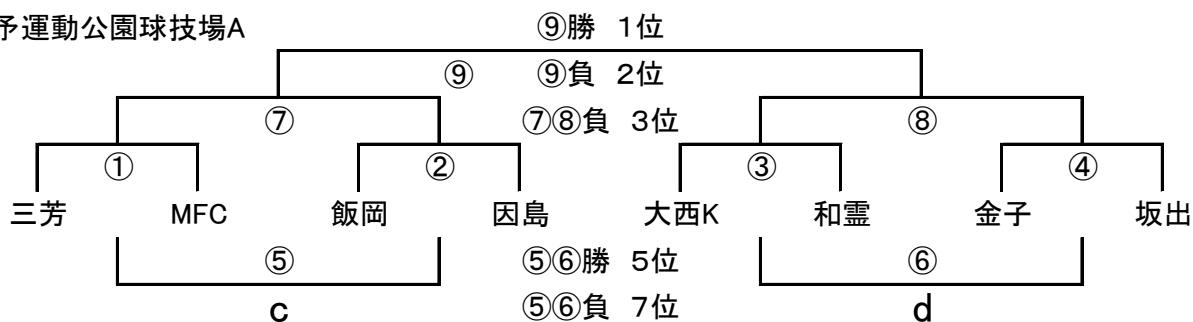 予運動公園球技場A
⑨勝 1位
⑨ ⑨負 2位
⑦ ⑦⑧負 3位 ⑧
① ② ③ ④
三芳 MFC 飯岡 因島 大西K 和霊 金子 坂出
⑤ ⑤⑥勝 5位 ⑥
c ⑤⑥負 7位 d